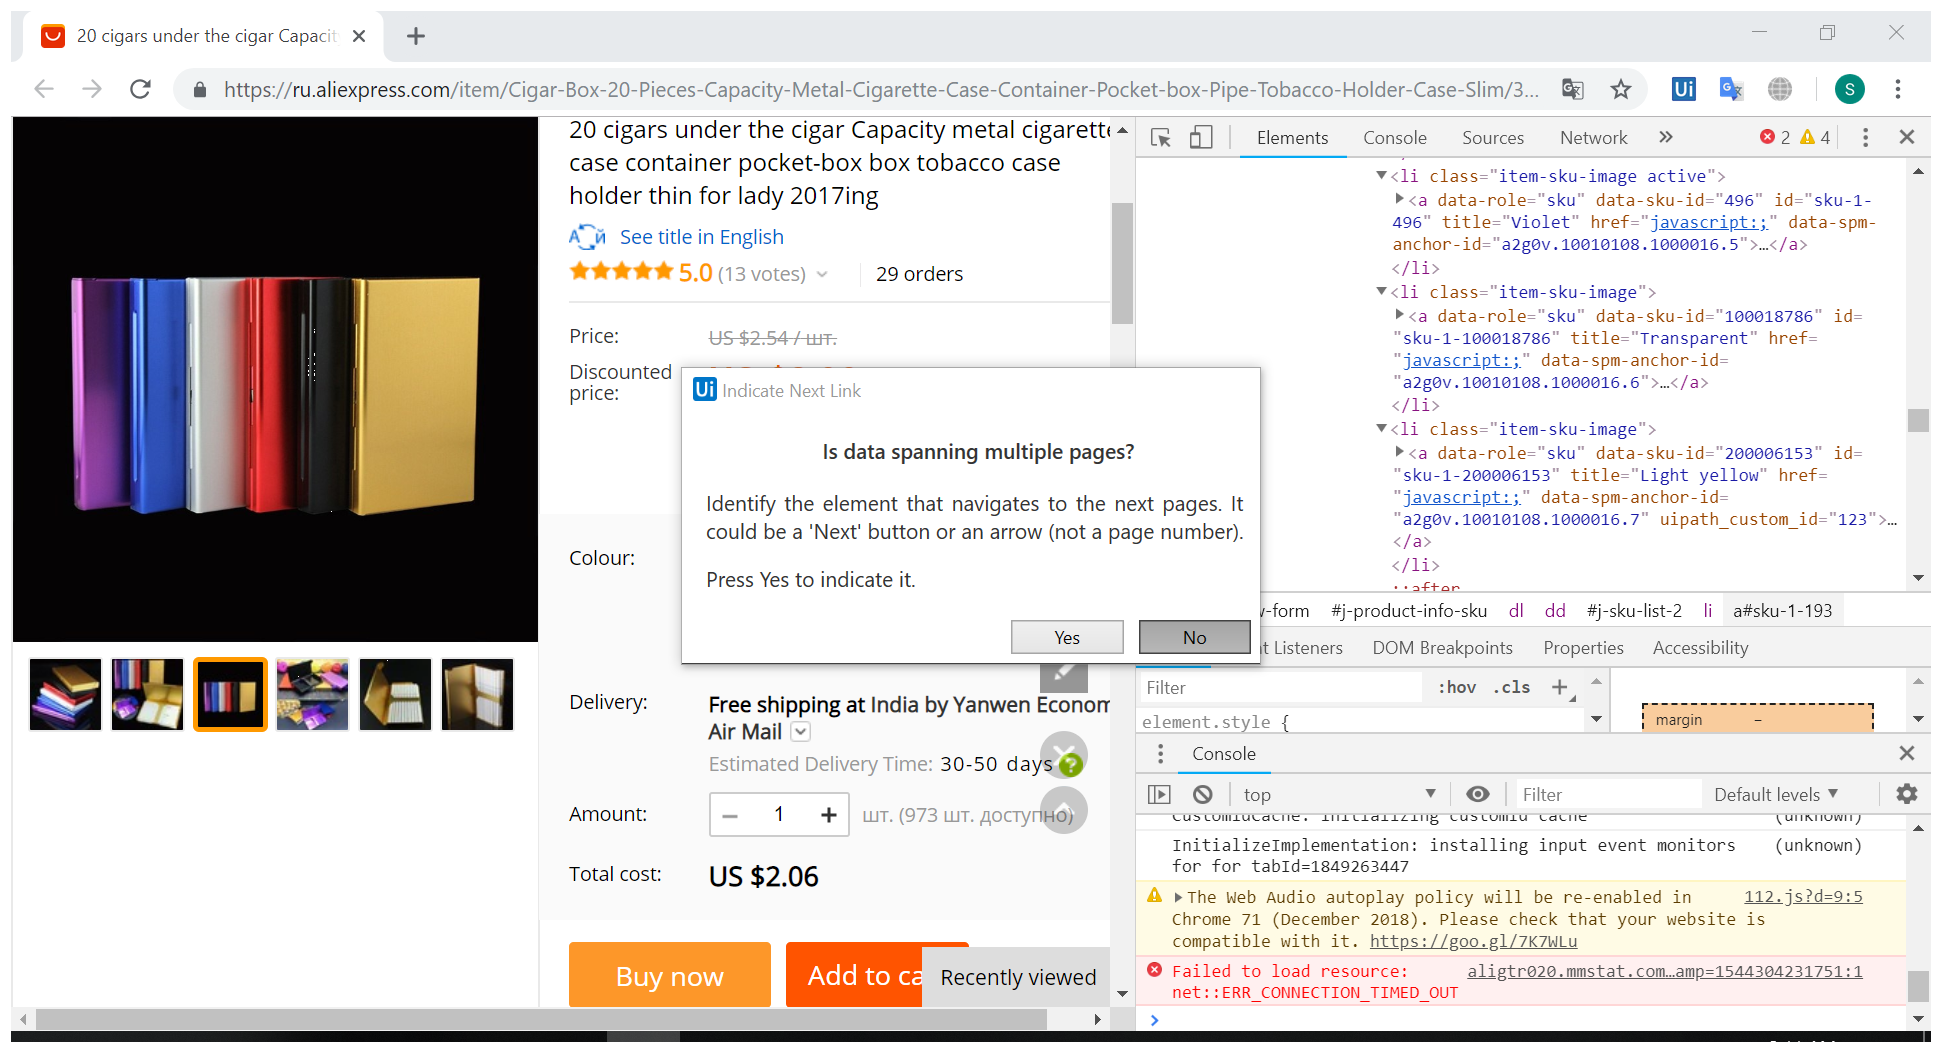 20 cigars under the cigar Capacit
https://ru.aliexpress.com/item/Cigar-Box-20-Pieces-Capacity-Metal-Cigarette-Case-Container-Pocket-box-Pipe-Tobacco-Holder-Case-Slim/3...
Ui
S
20 cigars under the cigar Capacity metal cigarette
case container pocket-box box tobacco case
holder thin for lady 2017ing
See title in English
5.0 (13 votes)
29 orders
Price:
US $2.54 / шт.
Discounted
price:
Colour:
Delivery:
Free shipping at India by Yanwen Econom
Air Mail
Estimated Delivery Time: 30-50 days
?
Amount:
− 1 +
шт. (973 шт. доступно)
Total cost:
US $2.06
Buy now
Add to ca
Recently viewed
Ui Indicate Next Link
Is data spanning multiple pages?
Identify the element that navigates to the next pages. It
could be a 'Next' button or an arrow (not a page number).
Press Yes to indicate it.
Yes
No
Elements
Console
Sources
Network
»
2
4
▼<li class="item-sku-image active">
▶<a data-role="sku" data-sku-id="496" id="sku-1-
496" title="Violet" href="javascript:;" data-spm-
anchor-id="a2g0v.10010108.1000016.5">…</a>
</li>
▼<li class="item-sku-image">
▶<a data-role="sku" data-sku-id="100018786" id=
"sku-1-100018786" title="Transparent" href=
"javascript:;" data-spm-anchor-id=
"a2g0v.10010108.1000016.6">…</a>
</li>
▼<li class="item-sku-image">
▶<a data-role="sku" data-sku-id="200006153" id=
"sku-1-200006153" title="Light yellow" href=
"javascript:;" data-spm-anchor-id=
"a2g0v.10010108.1000016.7" uipath_custom_id="123">…
</a>
</li>
::after
-form #j-product-info-sku dl dd #j-sku-list-2 li a#sku-1-193
t Listeners
DOM Breakpoints
Properties
Accessibility
Filter
:hov .cls +
element.style {
margin –
Console
top
Filter
Default levels ▼
CustomIdCache: initializing customId cache (unknown)
InitializeImplementation: installing input event monitors (unknown)
for for tabId=1849263447
▶The Web Audio autoplay policy will be re-enabled in 112.js?d=9:5
Chrome 71 (December 2018). Please check that your website is
compatible with it. https://goo.gl/7K7WLu
Failed to load resource: aligtr020.mmstat.com…amp=1544304231751:1
net::ERR_CONNECTION_TIMED_OUT